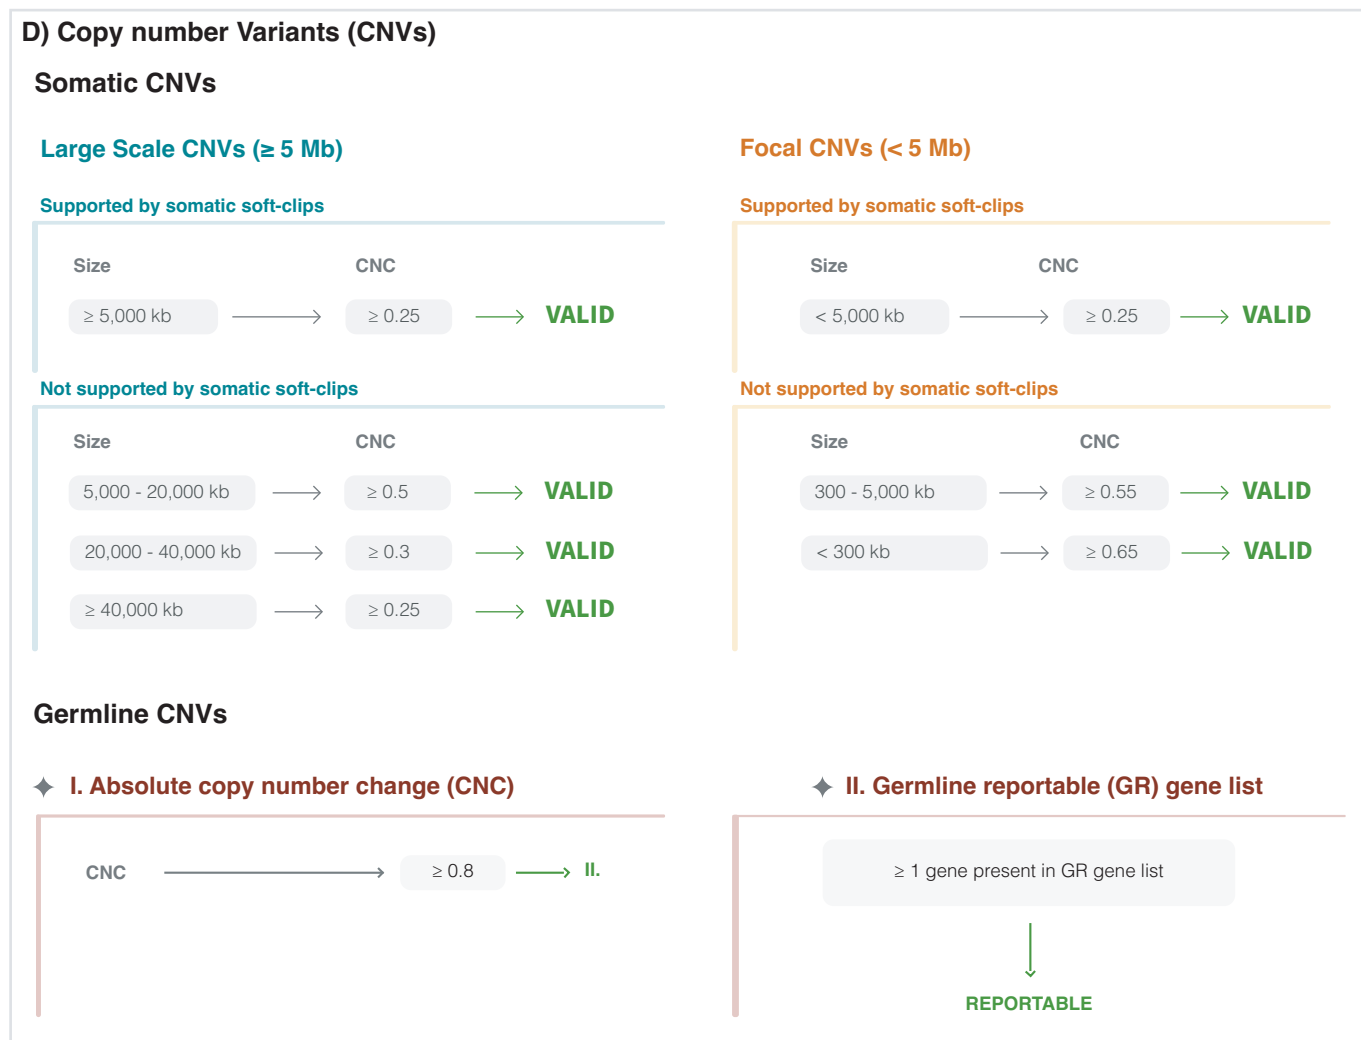 D) Copy number Variants (CNVs)
Somatic CNVs
Large Scale CNVs (≥ 5 Mb)
Supported by somatic soft-clips
Size CNC
≥ 5,000 kb ≥ 0.25 VALID
Not supported by somatic soft-clips
Size CNC
5,000 - 20,000 kb ≥ 0.5 VALID
20,000 - 40,000 kb ≥ 0.3 VALID
≥ 40,000 kb ≥ 0.25 VALID
Focal CNVs (< 5 Mb)
Supported by somatic soft-clips
Size CNC
< 5,000 kb ≥ 0.25 VALID
Not supported by somatic soft-clips
Size CNC
300 - 5,000 kb ≥ 0.55 VALID
< 300 kb ≥ 0.65 VALID
Germline CNVs
I. Absolute copy number change (CNC)
CNC ≥ 0.8 II.
II. Germline reportable (GR) gene list
≥ 1 gene present in GR gene list
REPORTABLE